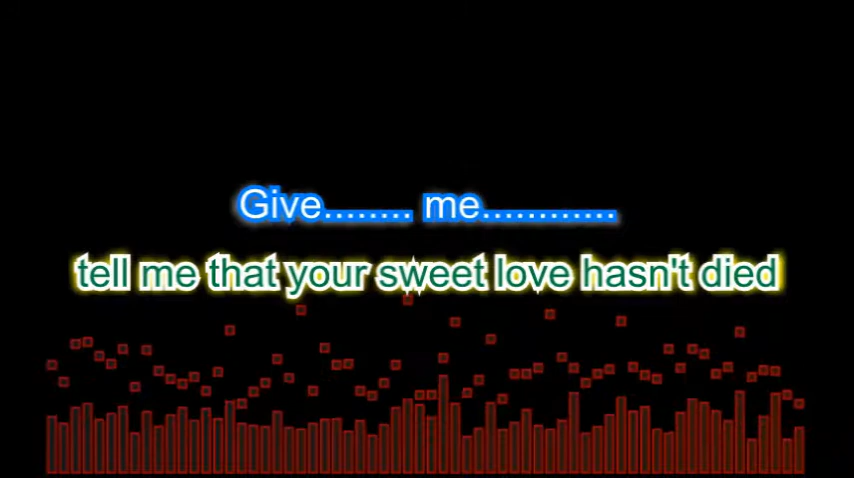 Give........ me............
tell me that your sweet love hasn't died